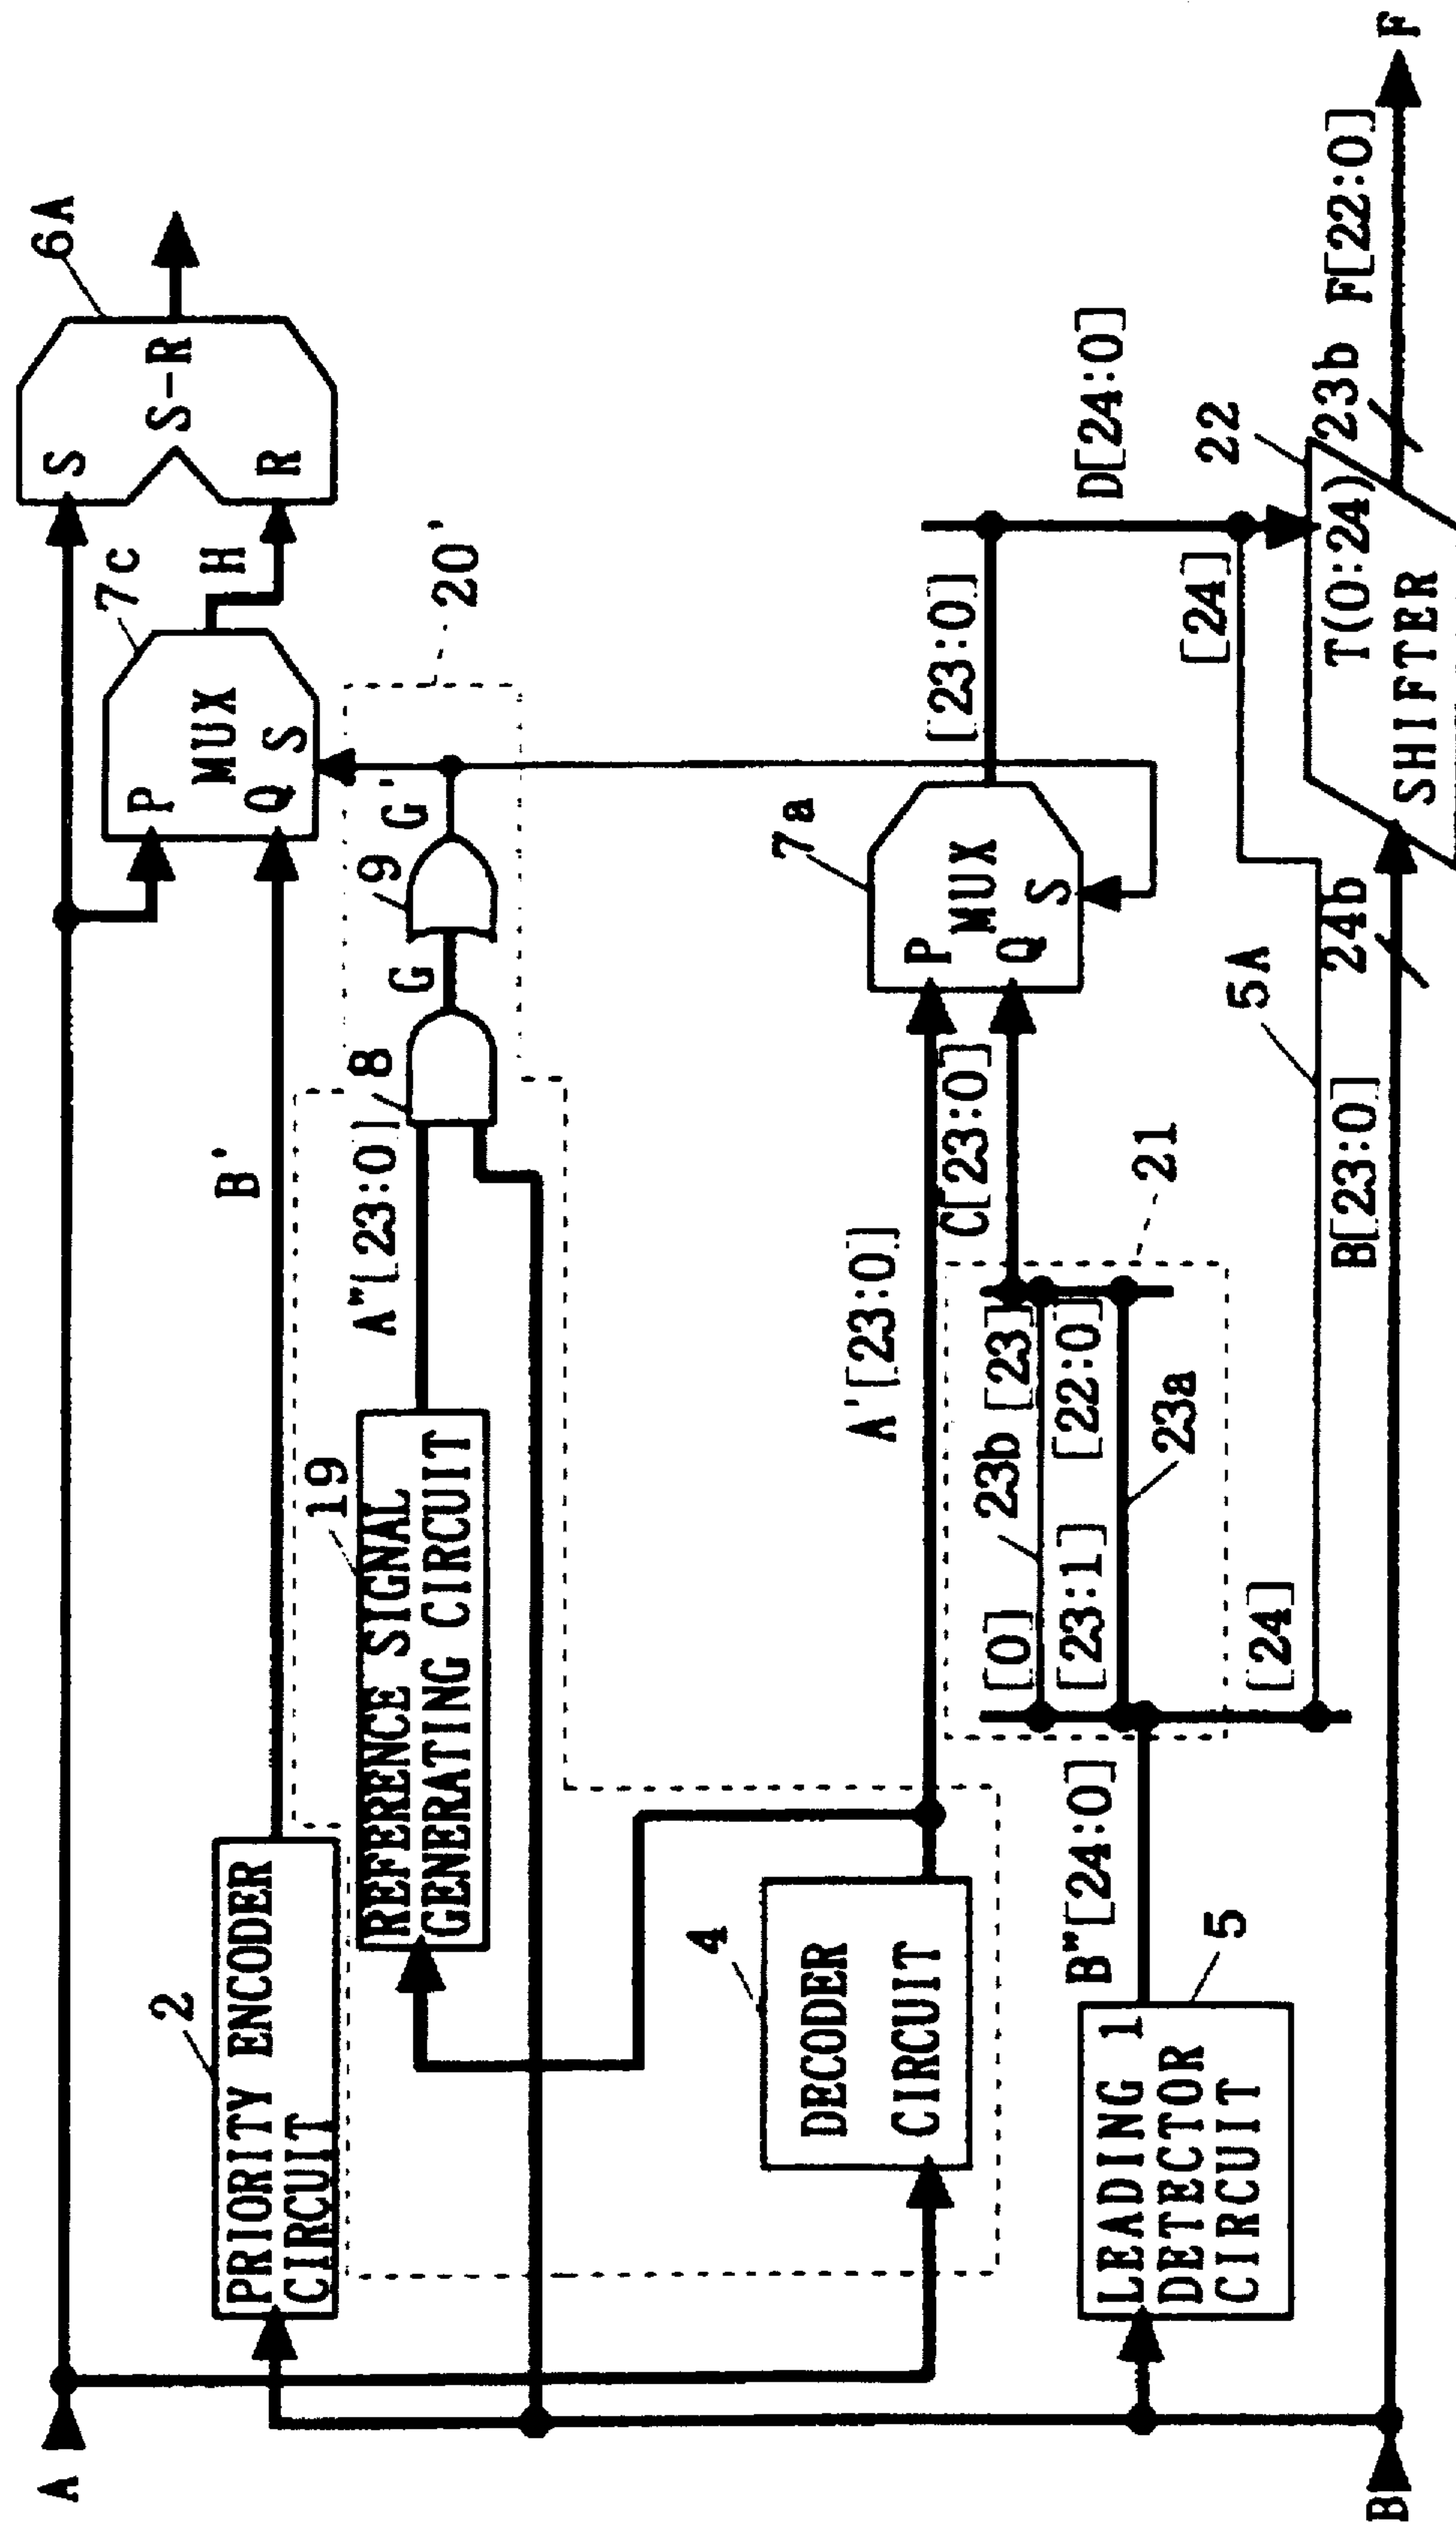 A
S
S-R
R
6A
P
MUX
Q S
7c
H
B'
2
PRIORITY ENCODER
CIRCUIT
19
REFERENCE SIGNAL
GENERATING CIRCUIT
A"[23:0]
8
G
9
G'
20'
4
DECODER
CIRCUIT
A'[23:0]
C[23:0]
P
MUX
Q S
7a
[23:0]
D[24:0]
[0]
23b
[23]
[23:1]
[22:0]
23a
21
B"[24:0]
5
LEADING 1
DETECTOR
CIRCUIT
[24]
5A
[24]
22
T(0:24)
SHIFTER
B
B[23:0]
24b
23b
F[22:0]
F